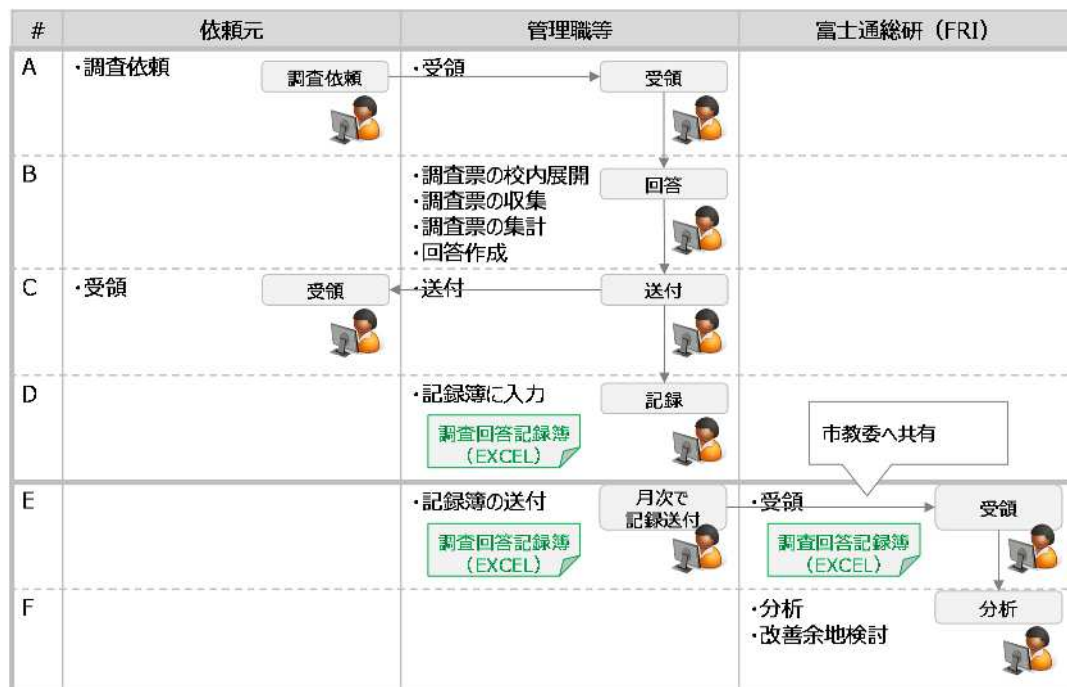 # 依頼元 管理職等 富士通総研（FRI）
A ・調査依頼 調査依頼 ・受領 受領
B ・調査票の校内展開 回答
・調査票の収集
・調査票の集計
・回答作成
C ・受領 受領 ・送付 送付
D ・記録簿に入力 記録
調査回答記録簿
（EXCEL）
市教委へ共有
E ・記録簿の送付 月次で
記録送付
・受領 受領
調査回答記録簿
（EXCEL）
調査回答記録簿
（EXCEL）
F ・分析 分析
・改善余地検討